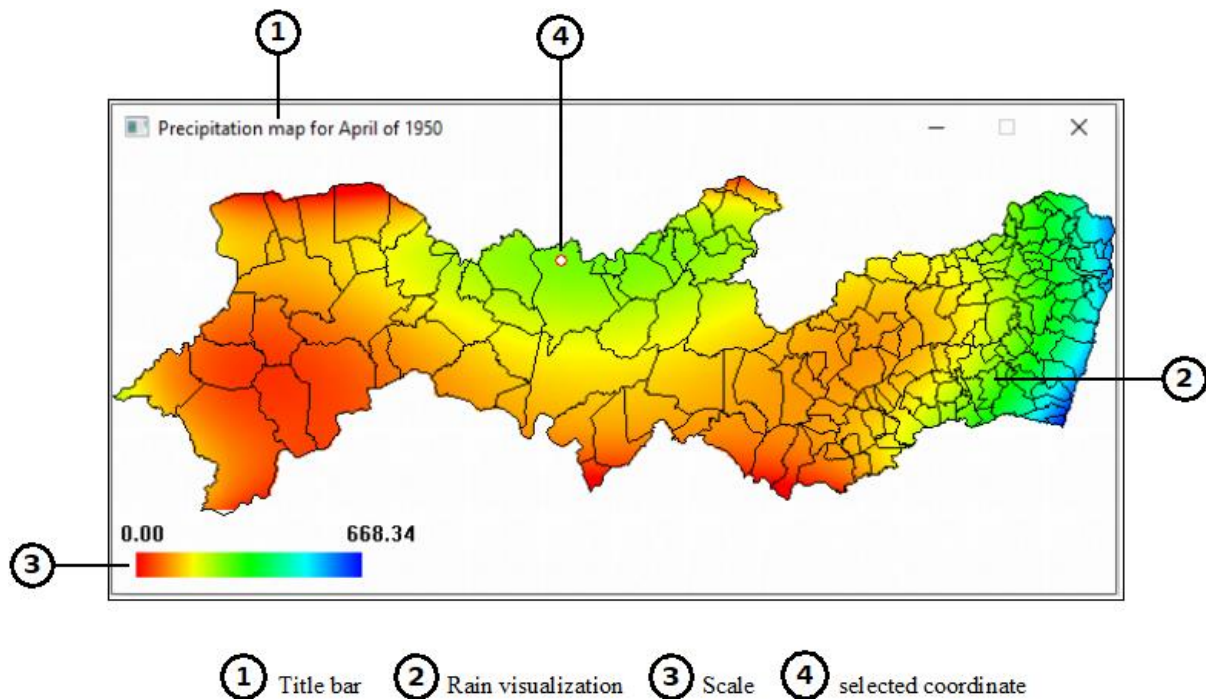 1
4
Precipitation map for April of 1950
2
0.00 668.34
3
1 Title bar 2 Rain visualization 3 Scale 4 selected coordinate